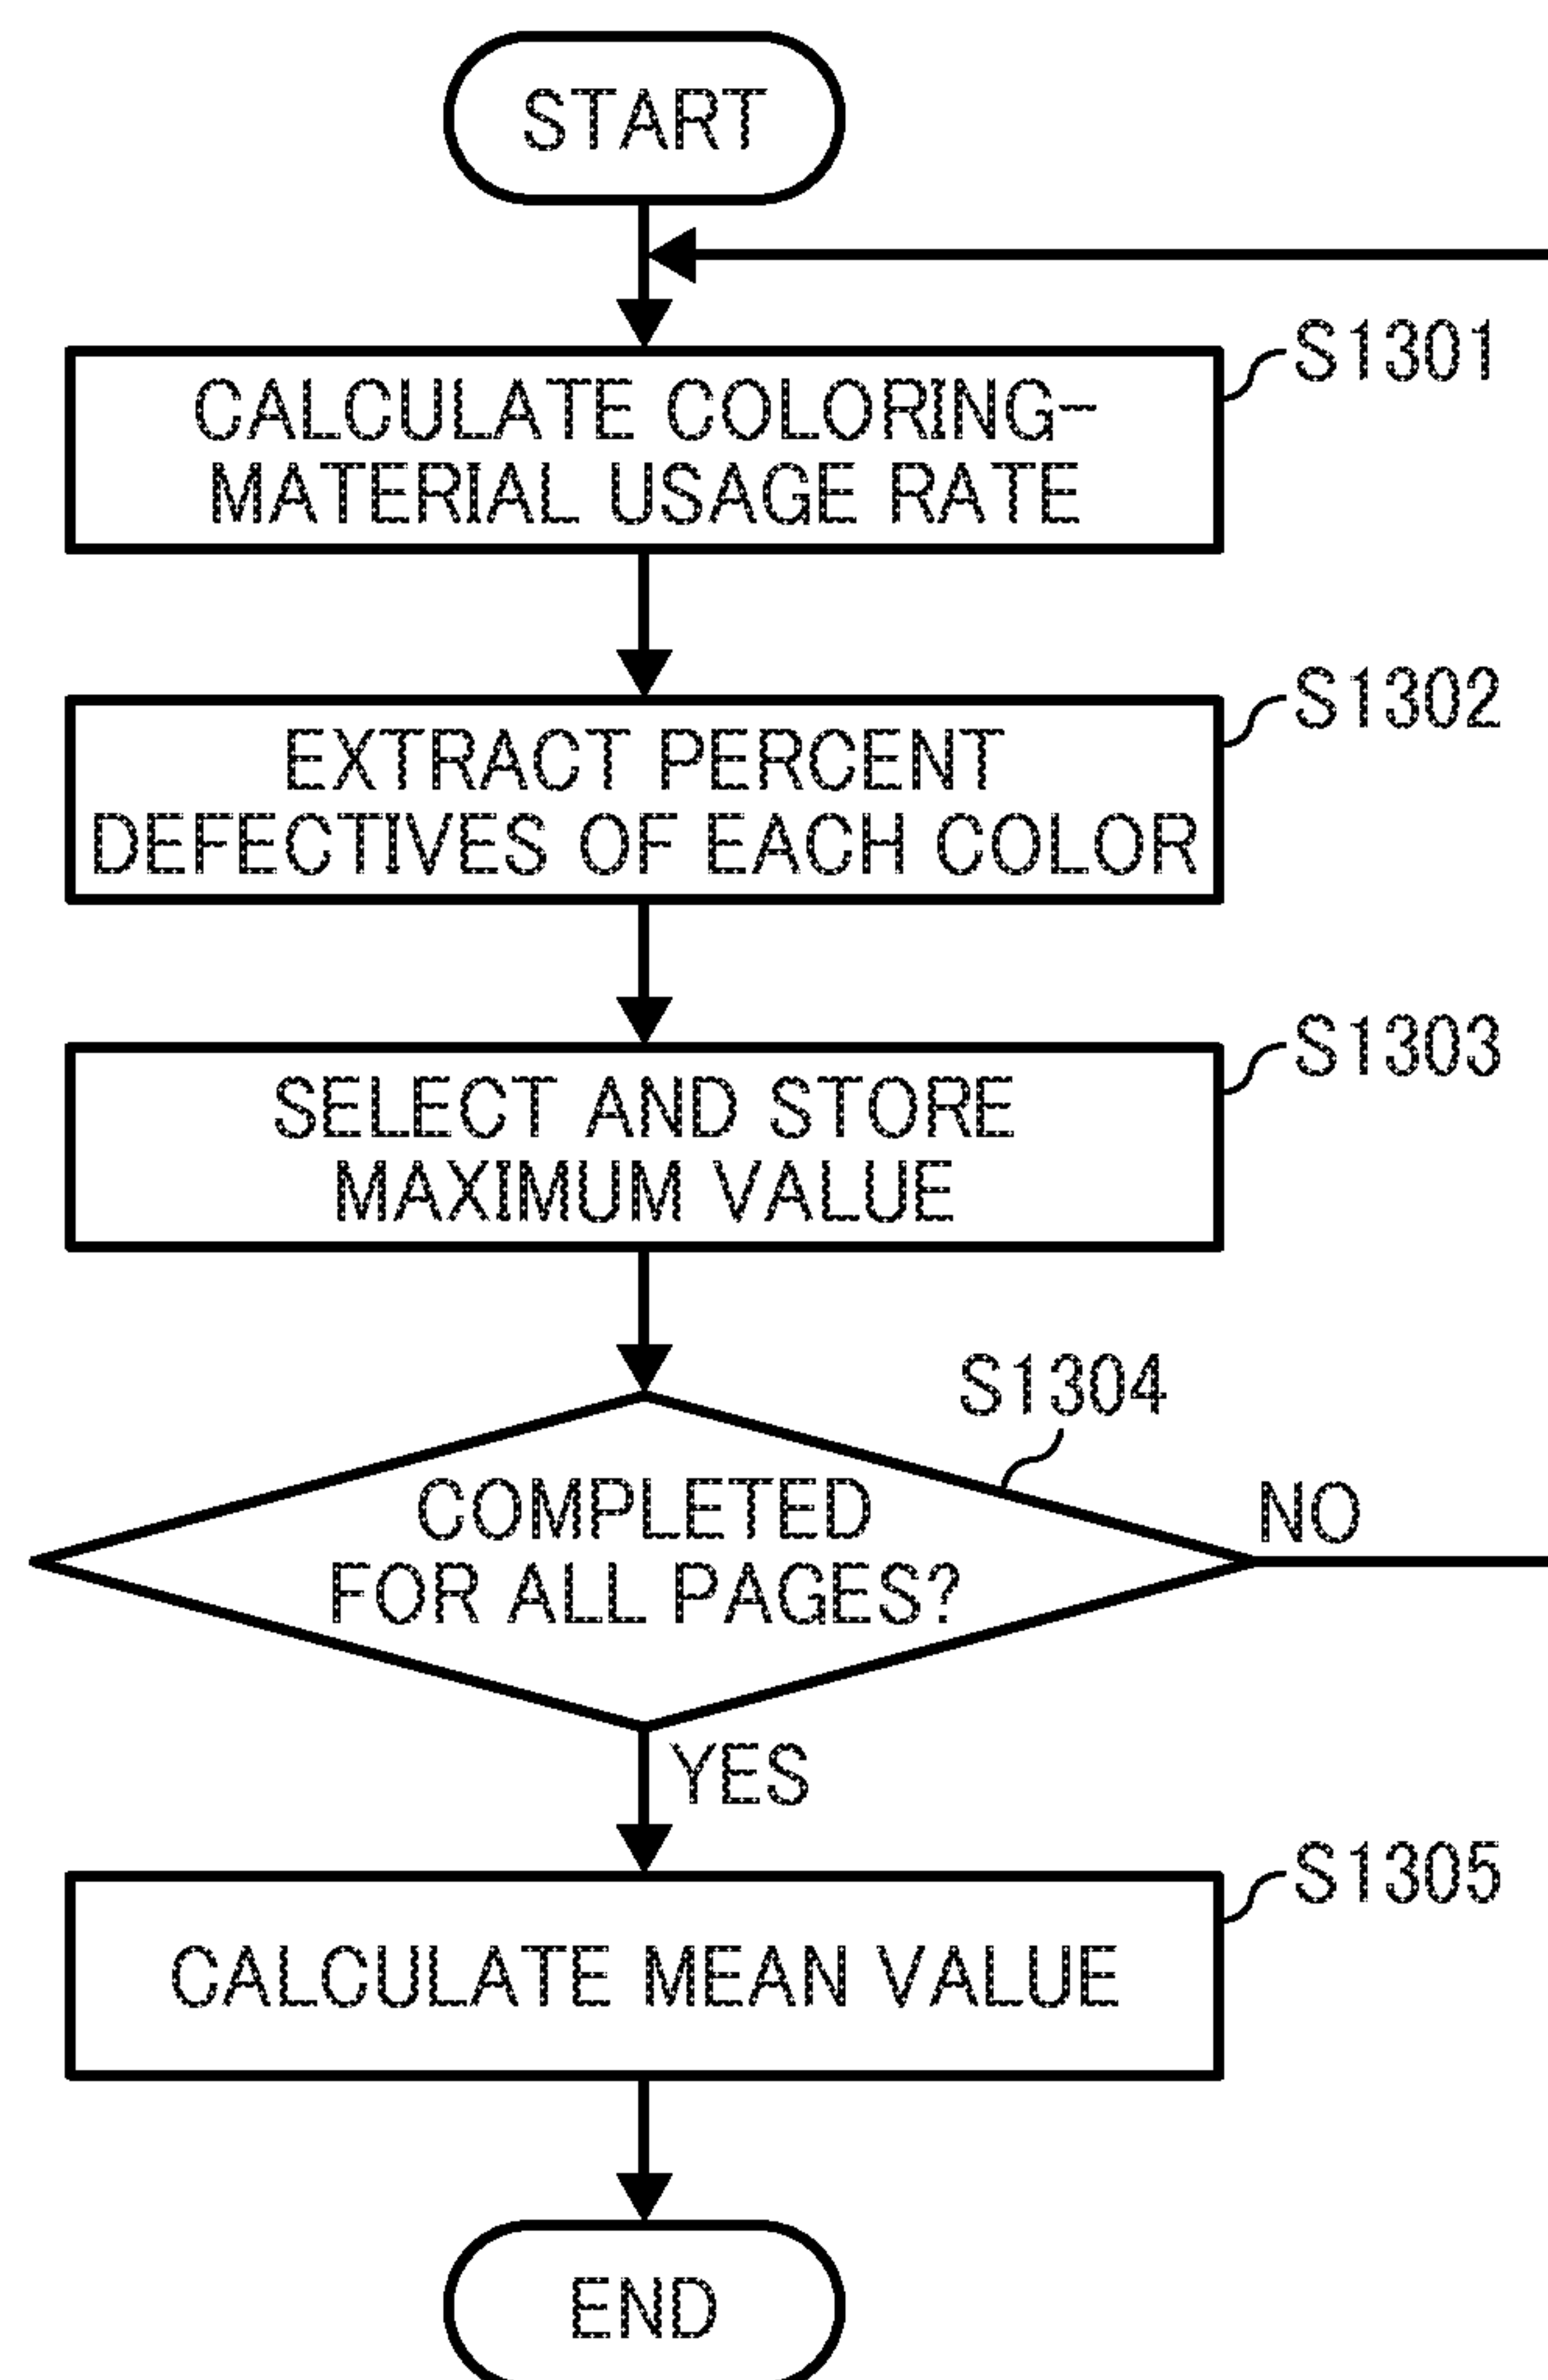 START
S1301
CALCULATE COLORING-
MATERIAL USAGE RATE
S1302
EXTRACT PERCENT
DEFECTIVES OF EACH COLOR
S1303
SELECT AND STORE
MAXIMUM VALUE
S1304
COMPLETED
FOR ALL PAGES?
NO
YES
S1305
CALCULATE MEAN VALUE
END